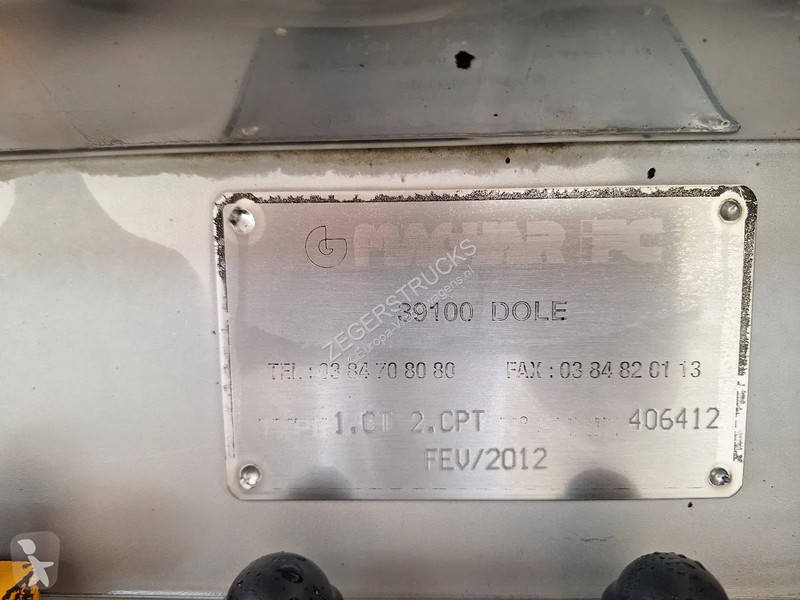 MAGYAR
39100 DOLE
TEL : 03 84 70 80 80 FAX : 03 84 82 01 13
1.CT 2.CPT 406412
FEV/2012
ZEGERSTRUCKS